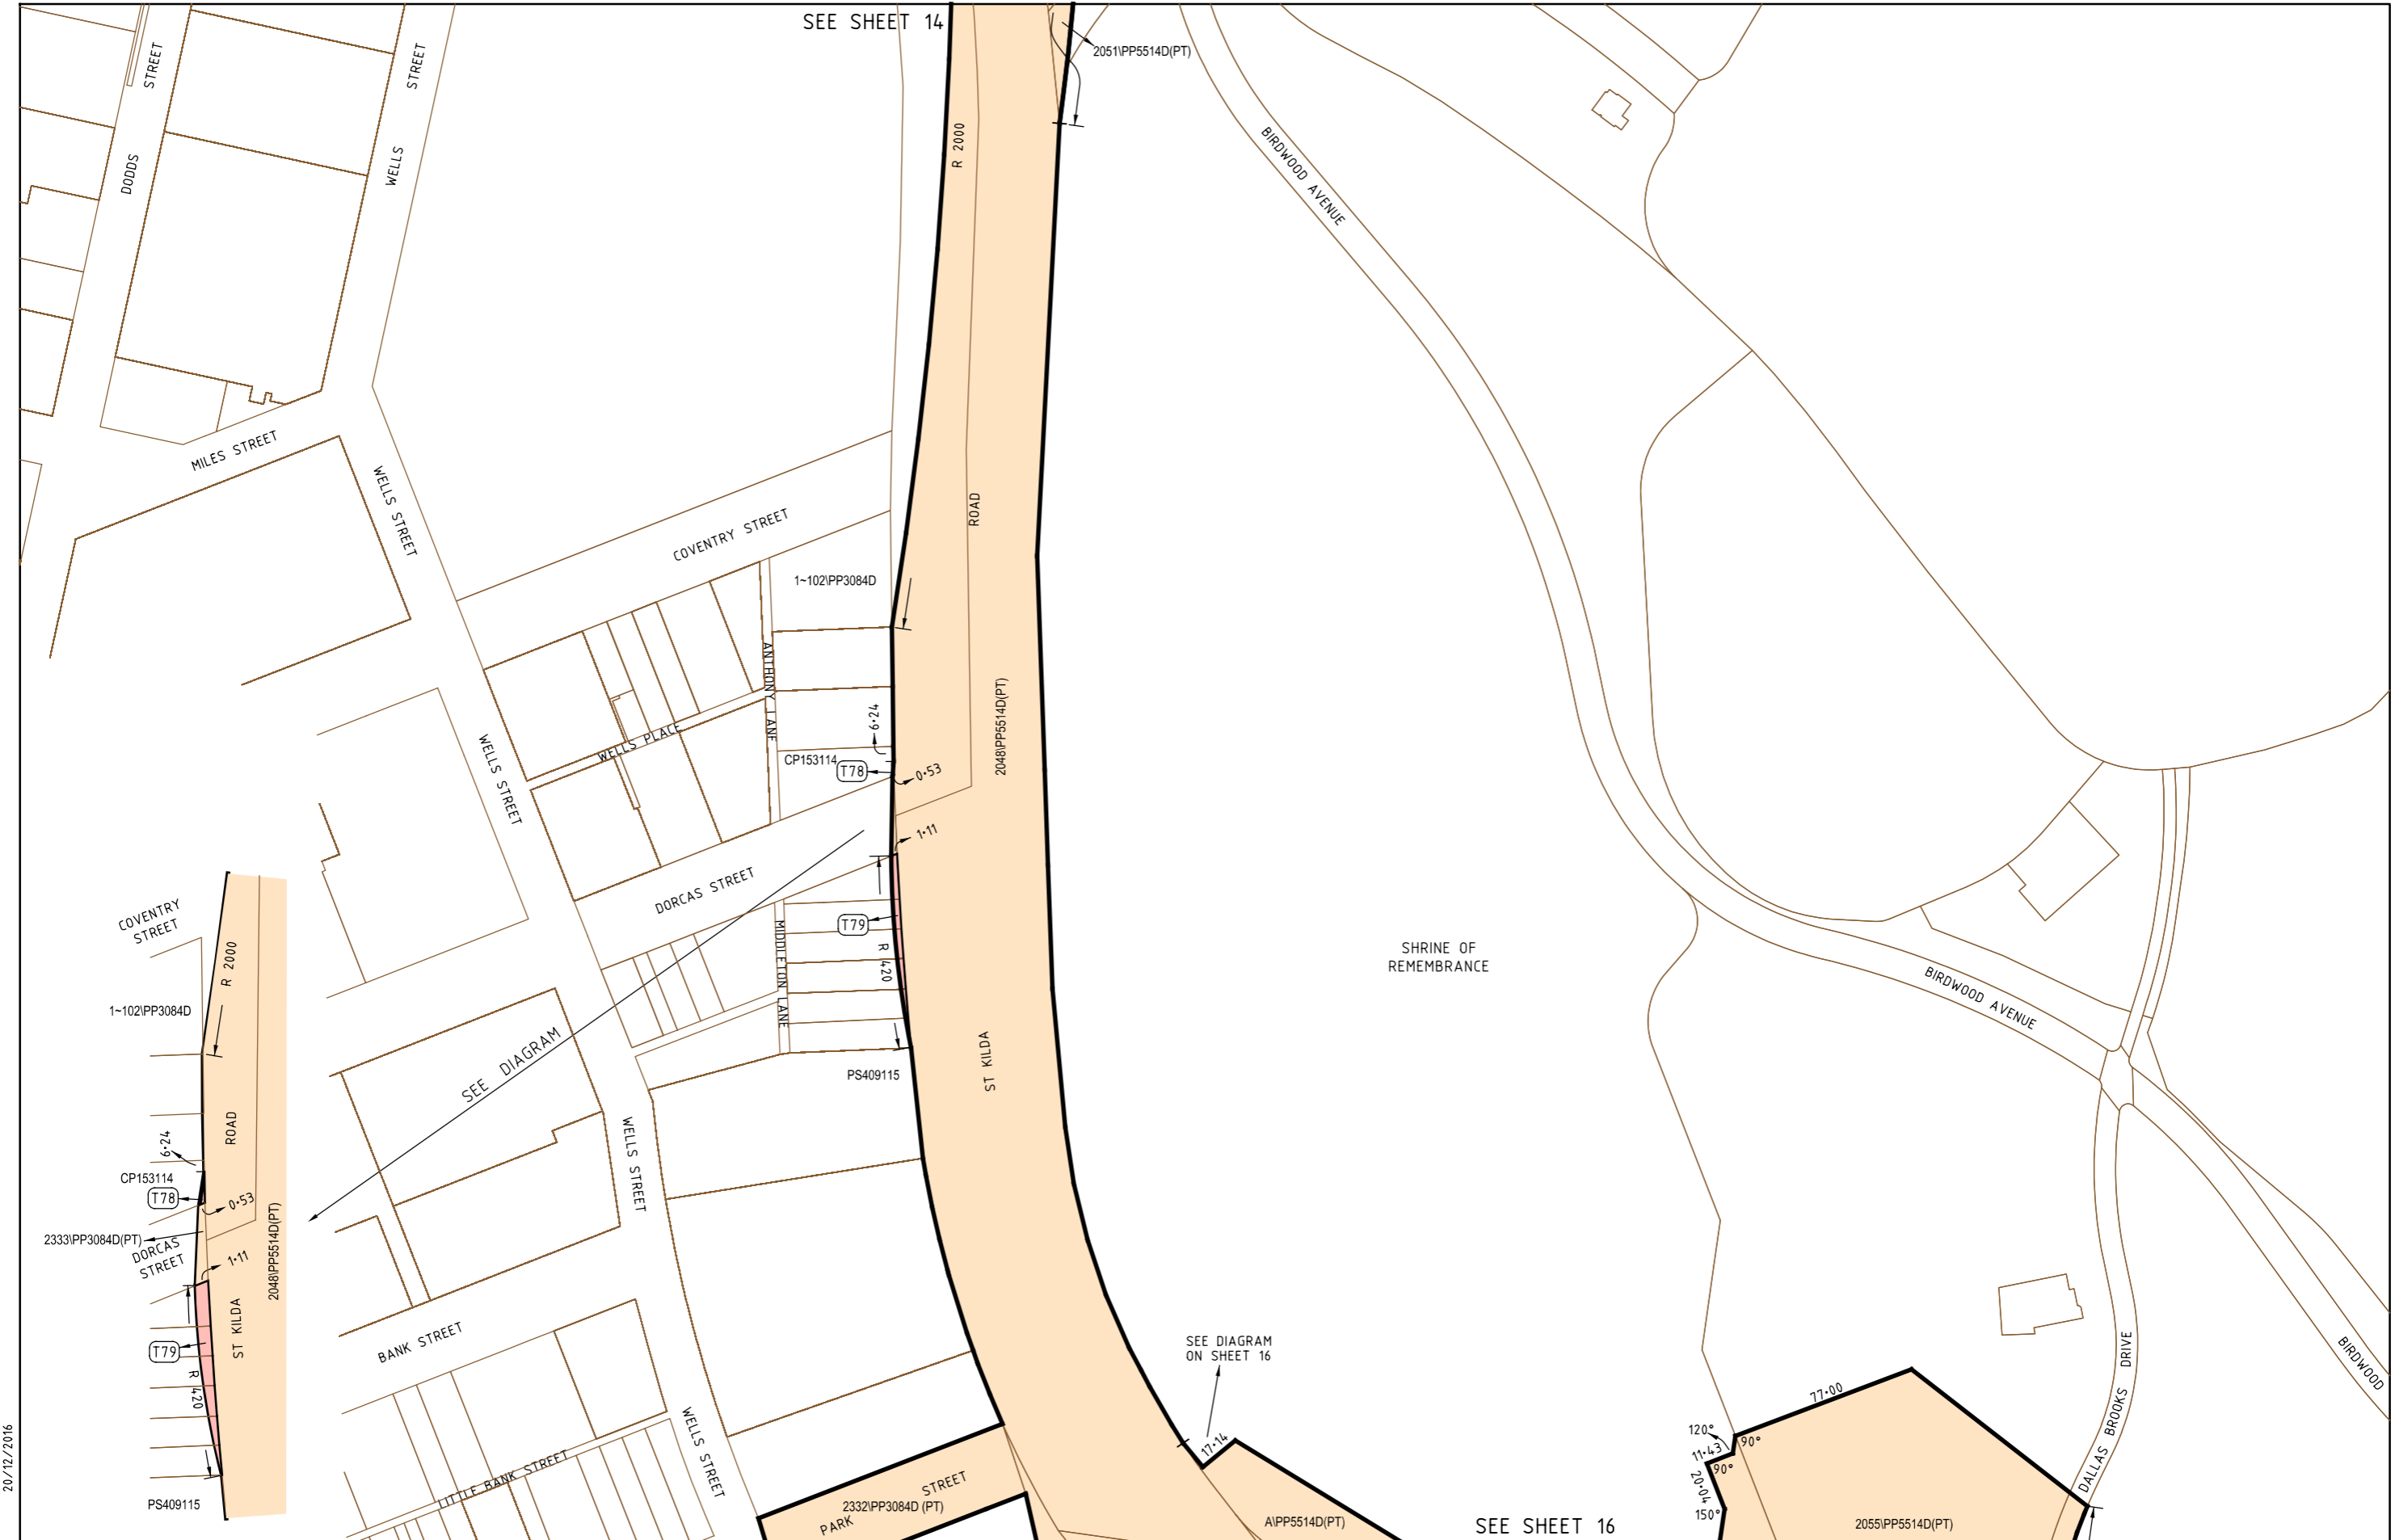 SEE SHEET 14
2051\PP5514D(PT)
DODDS
STREET
WELLS
STREET
R 2000
BIRDWOOD AVENUE
MILES STREET
WELLS STREET
COVENTRY STREET
ROAD
1~102\PP3084D
ANTHONY LANE
WELLS PLACE
WELLS STREET
6·24
CP153114
T78
0·53
2048\PP5514D(PT)
1·11
DORCAS STREET
T79
MIDDLETON LANE
R 420
SHRINE OF
REMEMBRANCE
BIRDWOOD AVENUE
ST KILDA
PS409115
SEE DIAGRAM
COVENTRY
STREET
R 2000
1~102\PP3084D
ROAD
6·24
CP153114
T78
0·53
2333\PP3084D(PT)
DORCAS
STREET
1·11
2048\PP5514D(PT)
ST KILDA
T79
R 420
PS409115
WELLS STREET
BANK STREET
WELLS STREET
LITTLE BANK STREET
SEE DIAGRAM
ON SHEET 16
17·14
PARK
STREET
2332\PP3084D (PT)
A\PP5514D(PT)
SEE SHEET 16
77·00
120°
90°
11·43
90°
20·04
150°
2055\PP5514D(PT)
DALLAS BROOKS DRIVE
BIRDWOOD
20/12/2016